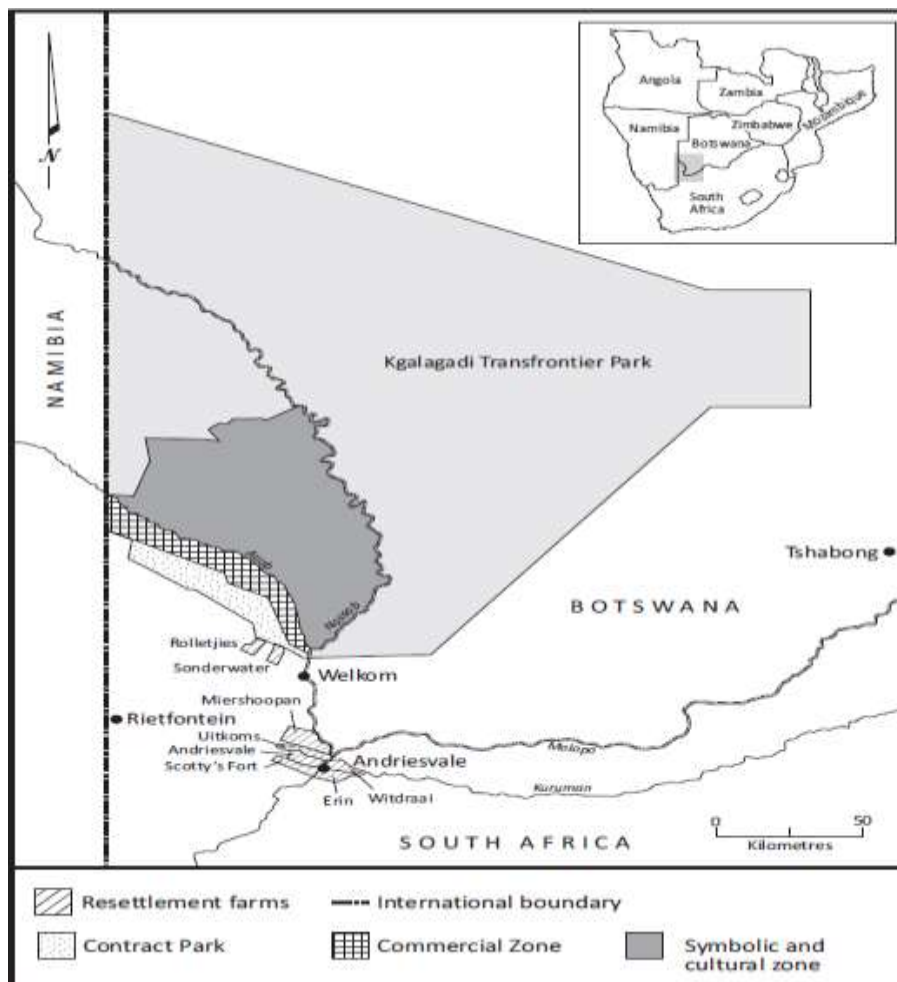 N
Angola
Zambia
Namibia
Zimbabwe
Mozambique
Botswana
South
Africa
NAMIBIA
Kgalagadi Transfrontier Park
Tshabong
BOTSWANA
Nossob
Rolletjies
Sonderwater
Welkom
Miershoopan
Rietfontein
Uitkoms
Andriesvale
Scotty's Fort
Andriesvale
Molopo
Erin
Witdraai
Kuruman
SOUTH AFRICA
0
50
Kilometres
Resettlement farms
International boundary
Contract Park
Commercial Zone
Symbolic and
cultural zone